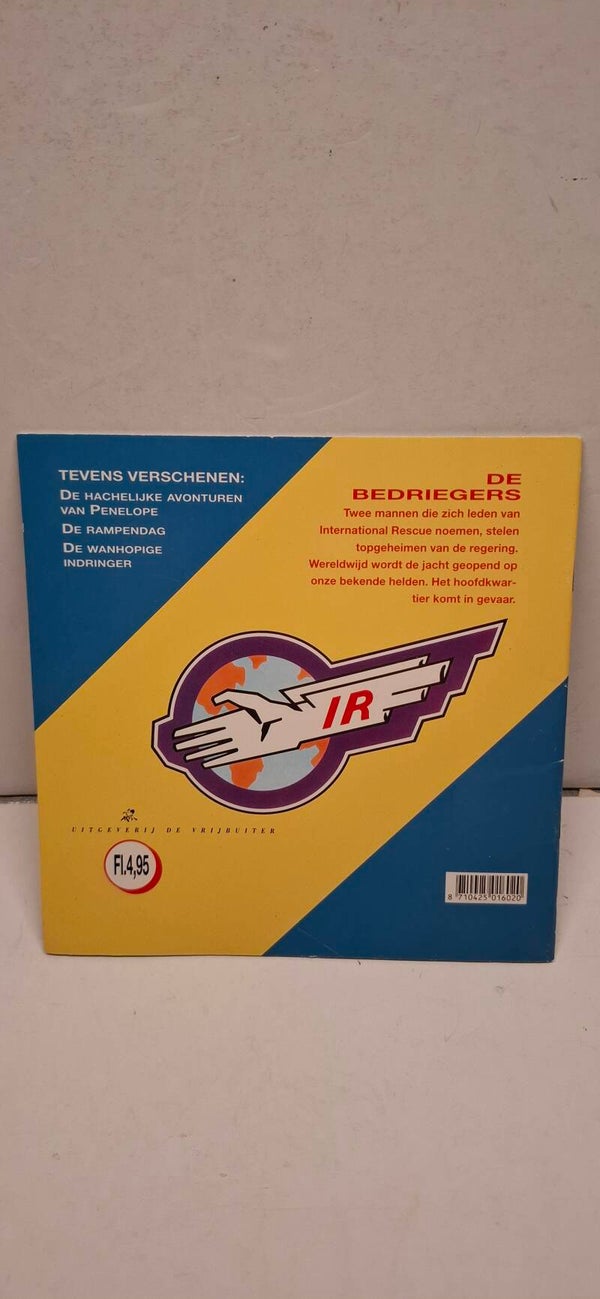 TEVENS VERSCHENEN:
DE HACHELIJKE AVONTUREN
VAN PENELOPE
DE RAMPENDAG
DE WANHOPIGE
INDRINGER
DE
BEDRIEGERS
Twee mannen die zich leden van
International Rescue noemen, stelen
topgeheimen van de regering.
Wereldwijd wordt de jacht geopend op
onze bekende helden. Het hoofdkwar-
tier komt in gevaar.
IR
UITGEVERIJ DE VRIJBUITER
Fl.4,95
8 710425 016020